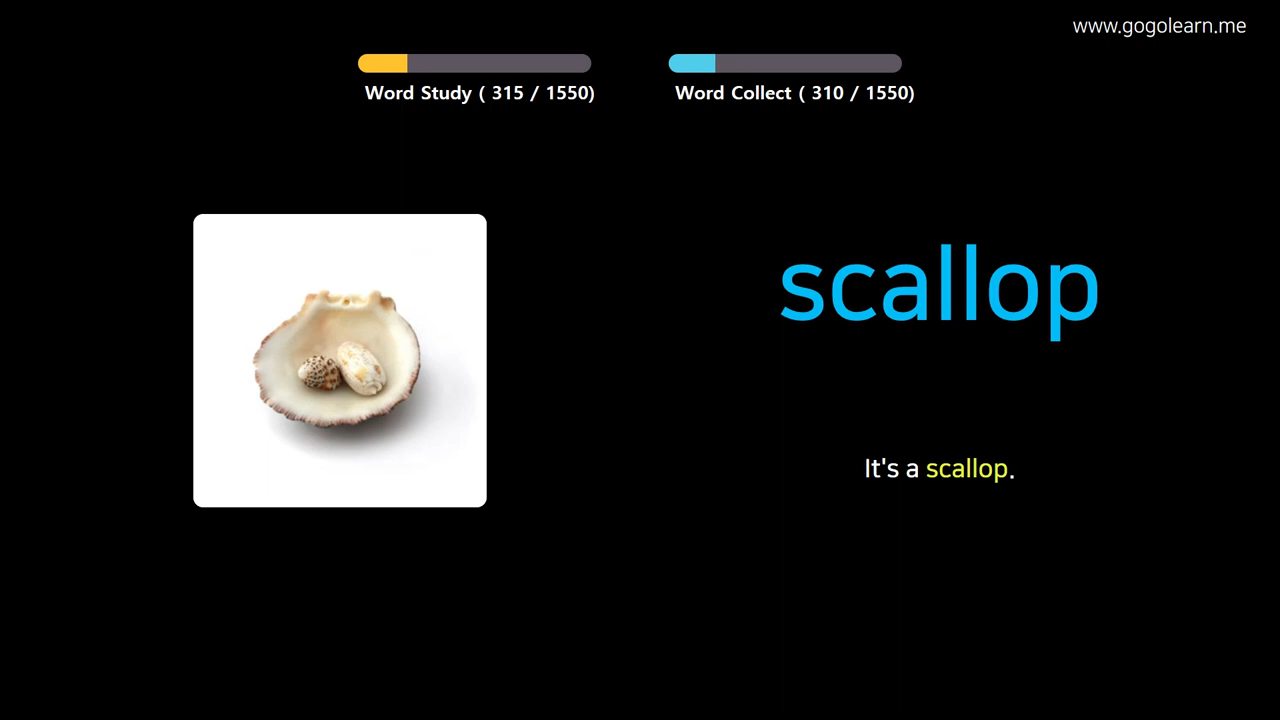 www.gogolearn.me
Word Study ( 315 / 1550)
Word Collect ( 310 / 1550)
scallop
It's a scallop.